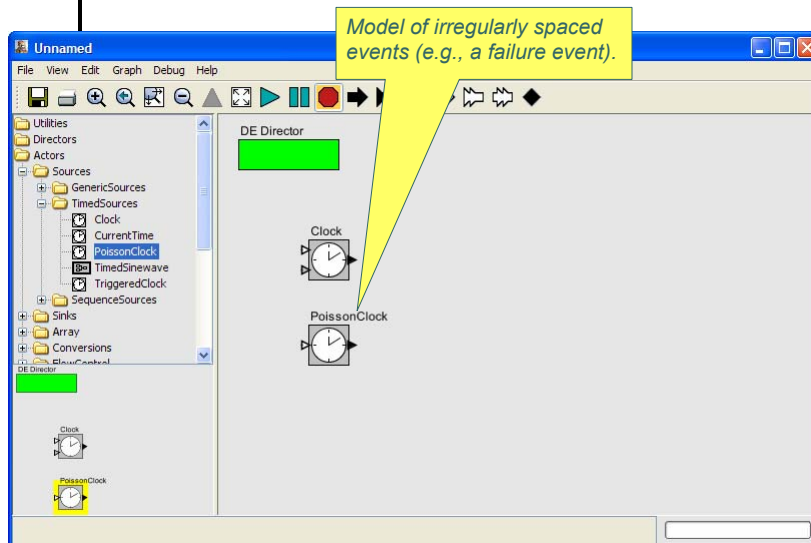 Model of irregularly spaced
events (e.g., a failure event).
Unnamed
File View Edit Graph Debug Help
Utilities
Directors
Actors
Sources
GenericSources
TimedSources
Clock
CurrentTime
PoissonClock
TimedSinewave
TriggeredClock
SequenceSources
Sinks
Array
Conversions
FlowControl
DE Director
Clock
PoissonClock
DE Director
Clock
PoissonClock